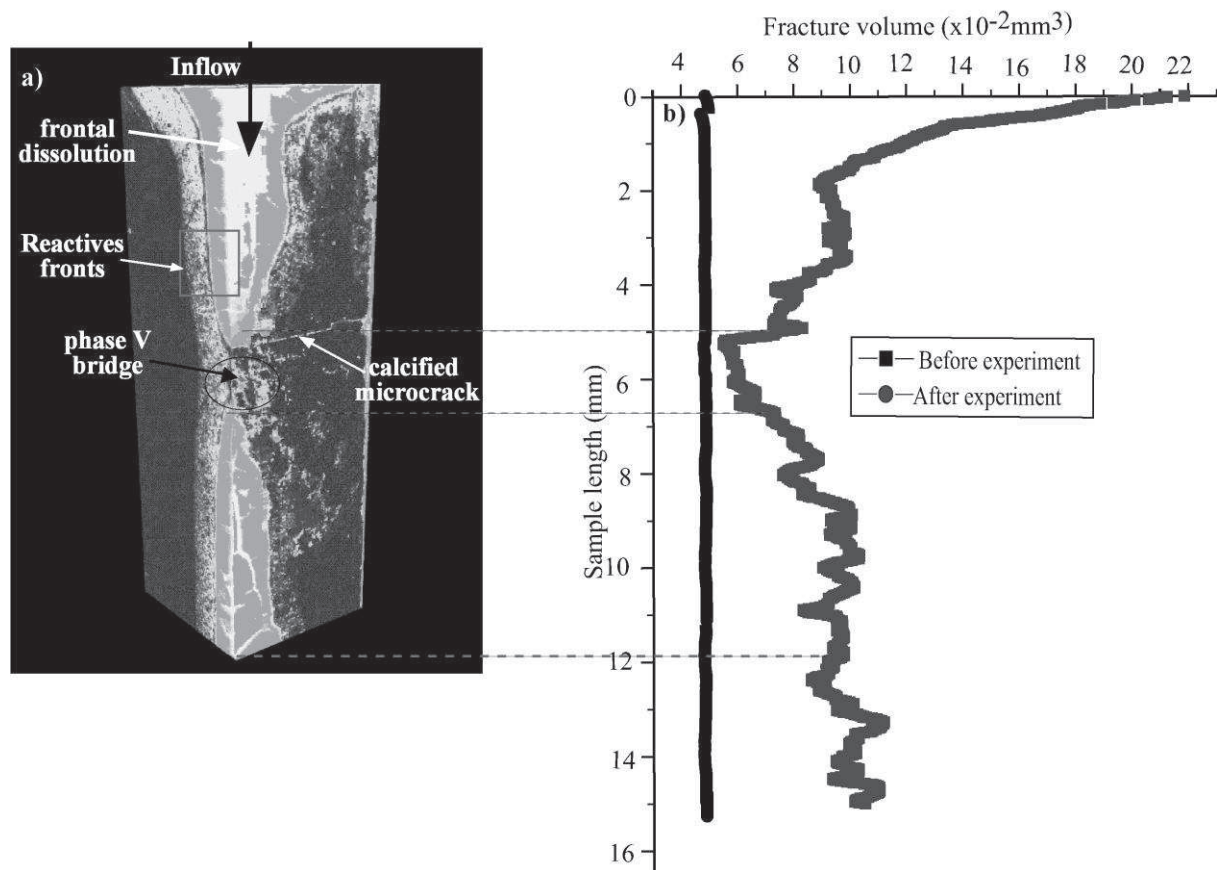 a)
Inflow
frontal
dissolution
Reactives
fronts
phase V
bridge
calcified
microcrack
Fracture volume (x10-2mm3)
4 6 8 10 12 14 16 18 20 22
b)
0
2
4
6
8
10
12
14
16
Sample length (mm)
Before experiment
After experiment